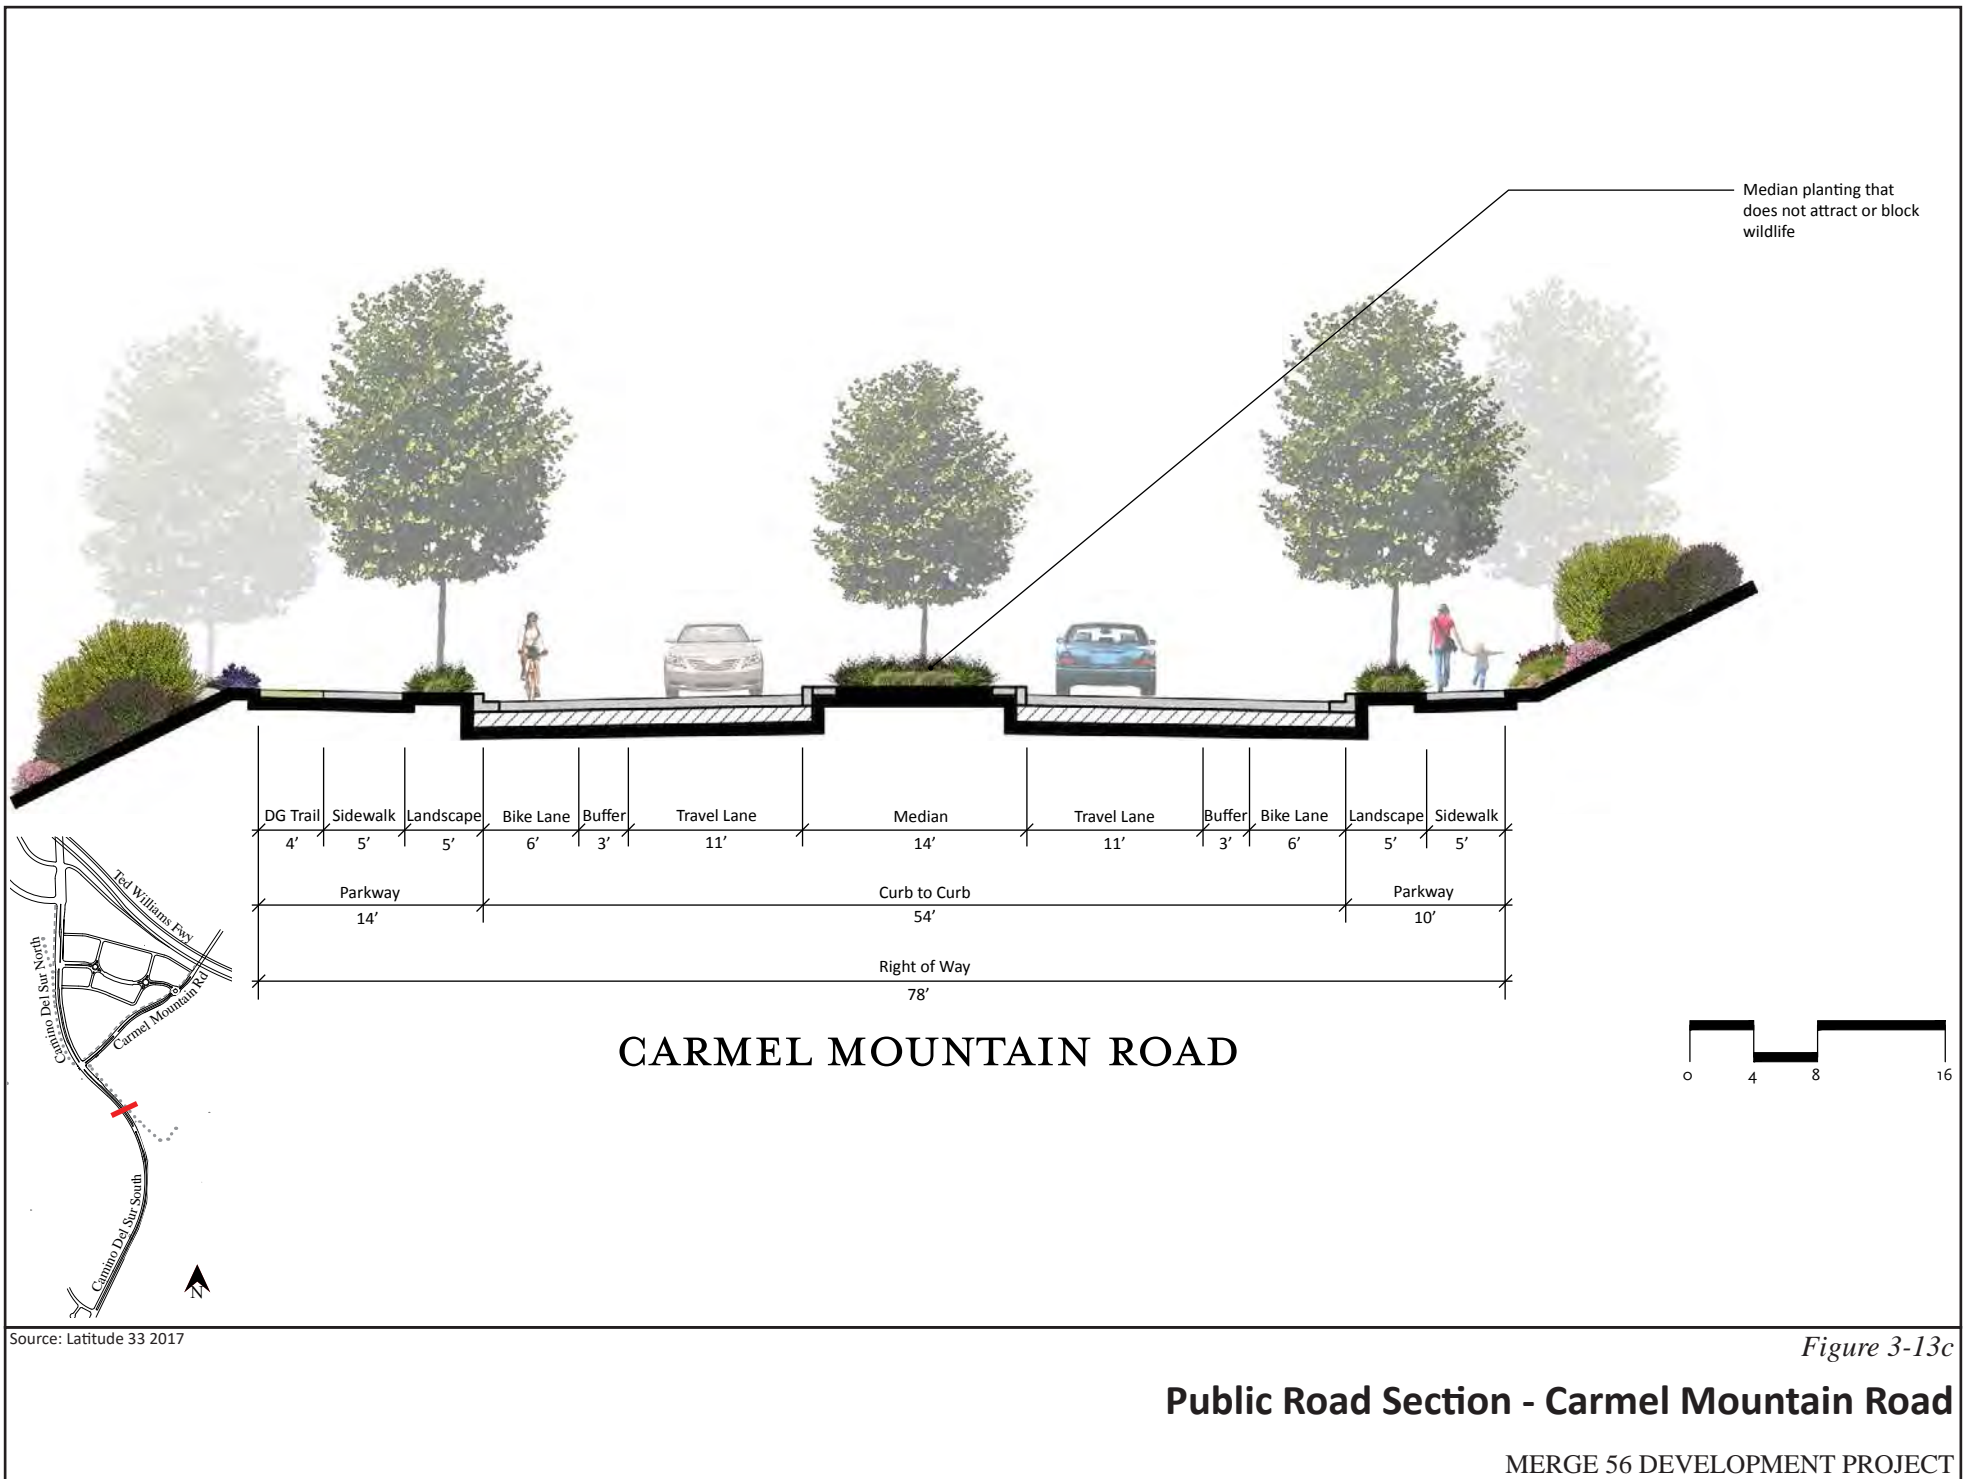 Median planting that
does not attract or block
wildlife
DG Trail Sidewalk Landscape Bike Lane Buffer Travel Lane Median Travel Lane Buffer Bike Lane Landscape Sidewalk
4’ 5’ 5’ 6’ 3’ 11’ 14’ 11’ 3’ 6’ 5’ 5’
Parkway Curb to Curb Parkway
14’ 54’ 10’
Right of Way
78’
CARMEL MOUNTAIN ROAD
0 4 8 16
Ted Williams Fwy
Camino Del Sur North
Carmel Mountain Rd
Camino Del Sur South
N
Source: Latitude 33 2017
Figure 3-13c
Public Road Section - Carmel Mountain Road
MERGE 56 DEVELOPMENT PROJECT